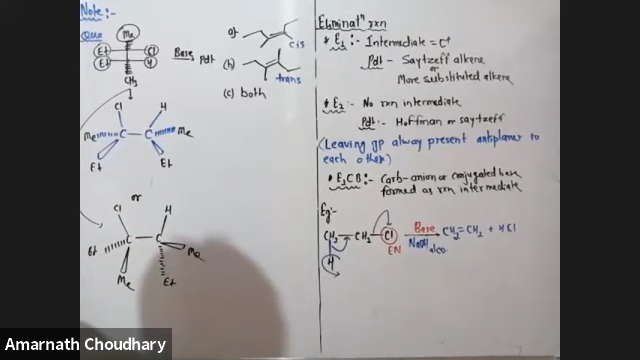 Note:-
Que
Me
Et
Cl
Et
H
CH3
Base
Pdt
a)
cis
(b)
trans
(c) both
Cl
H
Me
C
C
Me
Et
Et
or
Cl
H
Et
C
C
Me
Me
Et
Eliminatn rxn
* E1 :- Intermediate = C+
Pdt - Saytzeff alkene
or
More substituted alkene
* E2 :- No rxn intermediate
Pdt :- Hoffman or saytzeff
(Leaving gp alway present antiplaner to
each other)
* E1CB :- Carb-anion or conjugated base
formed as rxn intermediate
Eg:-
CH2 - CH2 - Cl
H
EN
Base
NaOH
alco
CH2=CH2 + HCl
Amarnath Choudhary